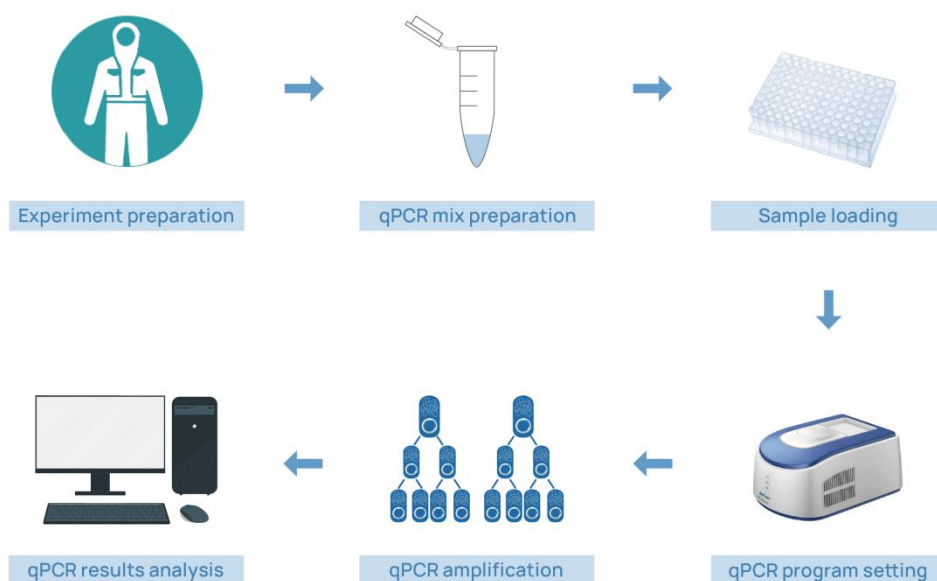 Experiment preparation
qPCR mix preparation
Sample loading
qPCR program setting
qPCR amplification
qPCR results analysis